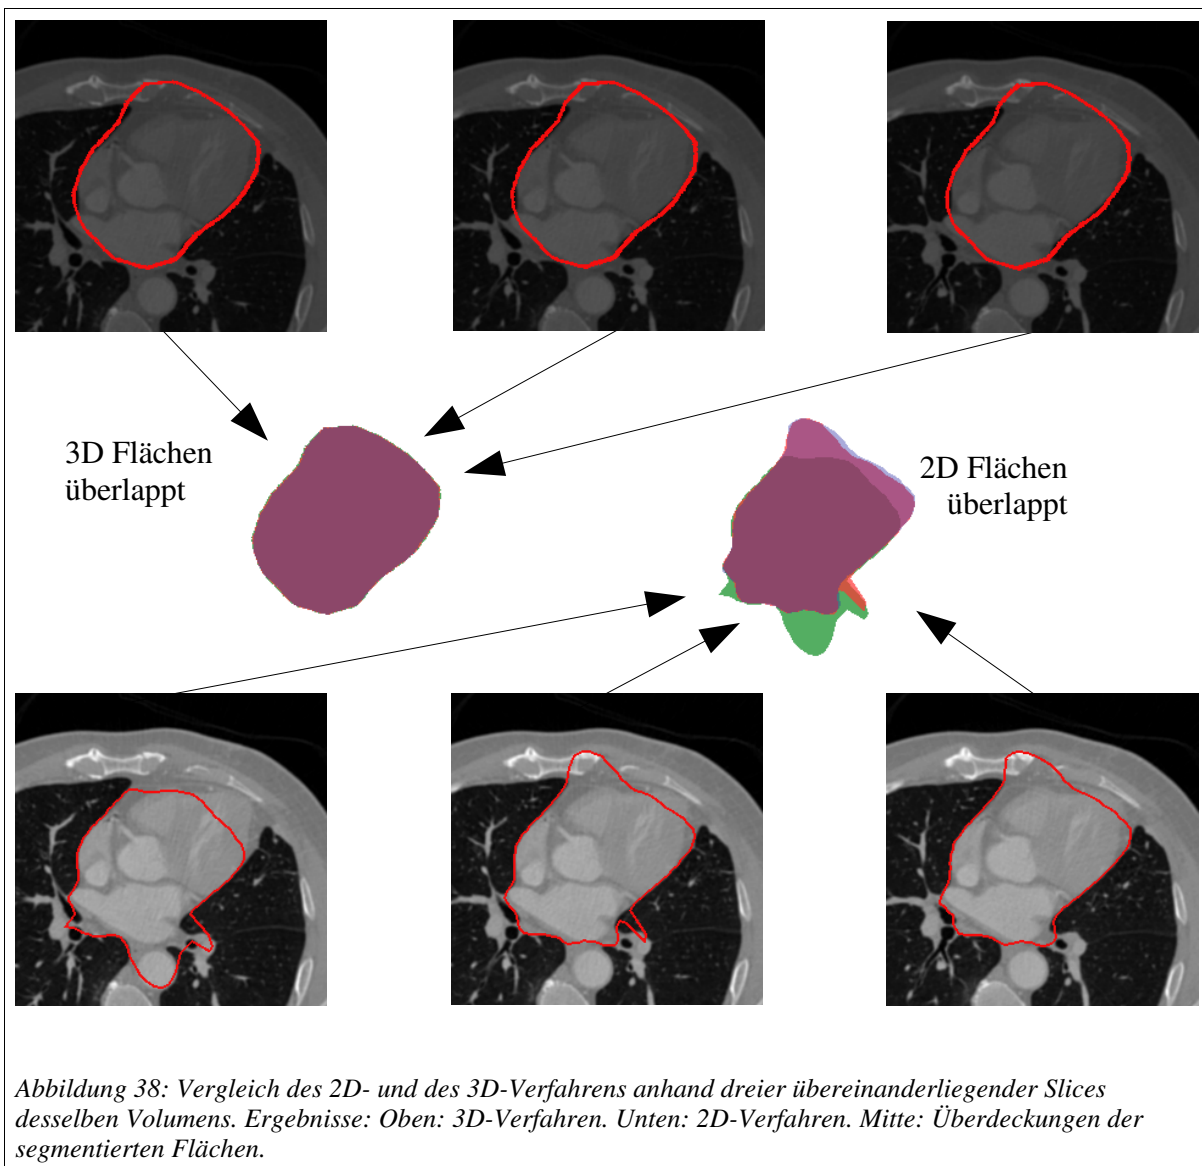 3D Flächen
überlappt
2D Flächen
überlappt
Abbildung 38: Vergleich des 2D- und des 3D-Verfahrens anhand dreier übereinanderliegender Slices
desselben Volumens. Ergebnisse: Oben: 3D-Verfahren. Unten: 2D-Verfahren. Mitte: Überdeckungen der
segmentierten Flächen.